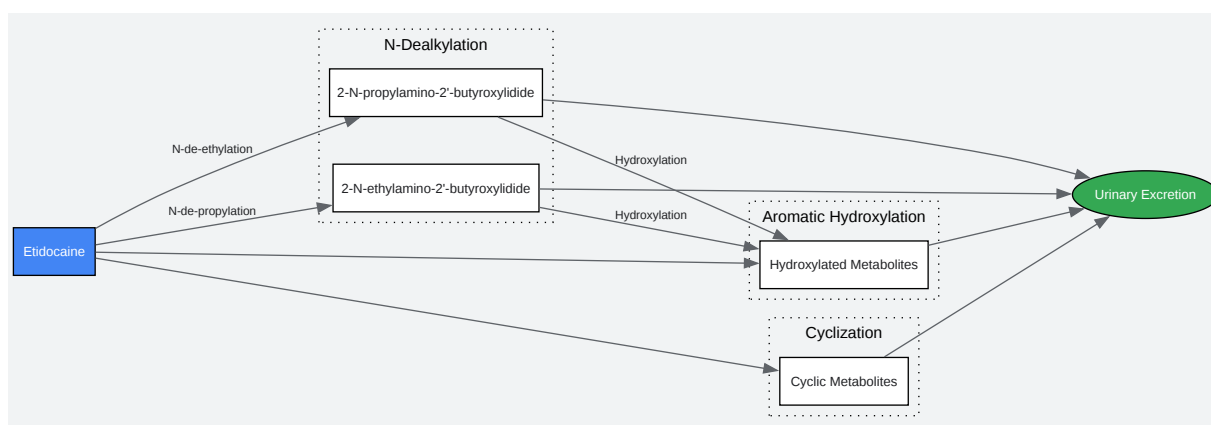 N-Dealkylation
2-N-propylamino-2'-butyroxylidide
N-de-ethylation
Hydroxylation
2-N-ethylamino-2'-butyroxylidide
Urinary Excretion
N-de-propylation
Hydroxylation
Aromatic Hydroxylation
Etidocaine
Hydroxylated Metabolites
Cyclization
Cyclic Metabolites